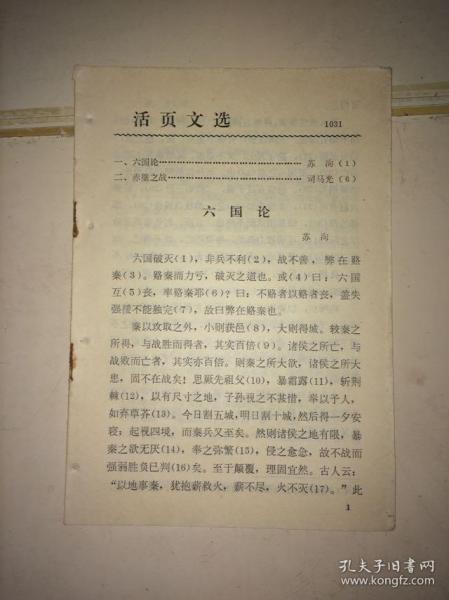 活页文选 1031
一、六国论……………………………………苏洵(1)
二、赤壁之战…………………………………司马光(6)
六国论
苏洵
六国破灭(1)，非兵不利(2)，战不善，弊在赂
秦(3)。赂秦而力亏，破灭之道也。或(4)曰：六国
互(5)丧，率赂秦耶(6)？曰：不赂者以赂者丧，盖失
强援不能独完(7)，故曰弊在赂秦也。
秦以攻取之外，小则获邑(8)，大则得城。较秦之
所得，与战胜而得者，其实百倍(9)。诸侯之所亡，与
战败而亡者，其实亦百倍。则秦之所大欲，诸侯之所大
患，固不在战矣！思厥先祖父(10)，暴霜露(11)，斩荆
棘(12)，以有尺寸之地，子孙视之不甚惜，举以予人，
如弃草芥(13)。今日割五城，明日割十城，然后得一夕安
寝；起视四境，而秦兵又至矣。然则诸侯之地有限，暴
秦之欲无厌(14)，奉之弥繁(15)，侵之愈急，故不战而
强弱胜负已判(16)矣。至于颠覆，理固宜然。古人云：
“以地事秦，犹抱薪救火，薪不尽，火不灭(17)。”此
1
孔夫子旧书网
www.kongfz.com